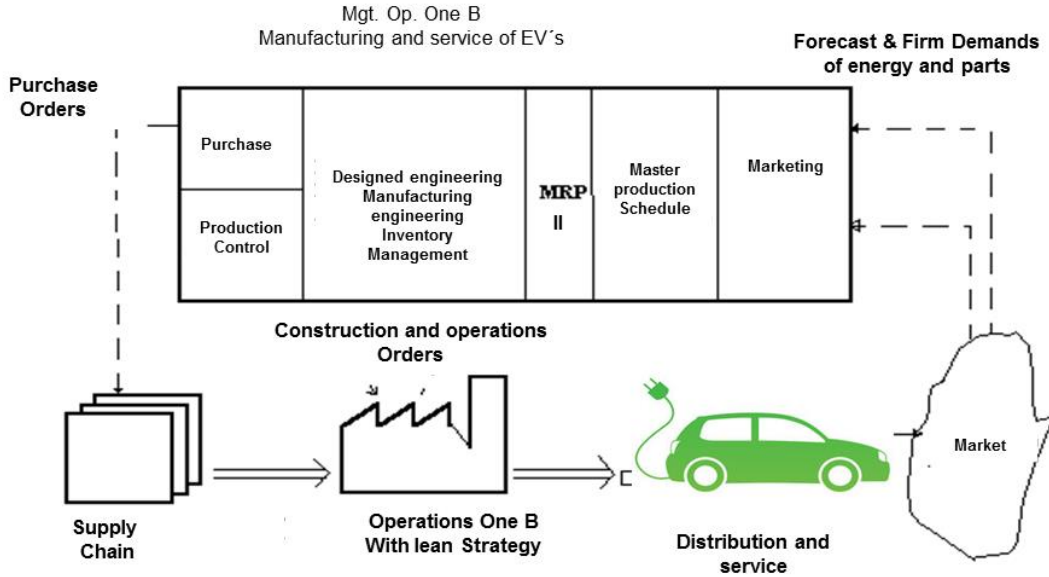 Mgt. Op. One B
Manufacturing and service of EV´s
Forecast & Firm Demands
of energy and parts
Purchase
Orders
Purchase
Production
Control
Designed engineering
Manufacturing
engineering
Inventory
Management
MRP
II
Master
production
Schedule
Marketing
Construction and operations
Orders
Market
Supply
Chain
Operations One B
With lean Strategy
Distribution and
service